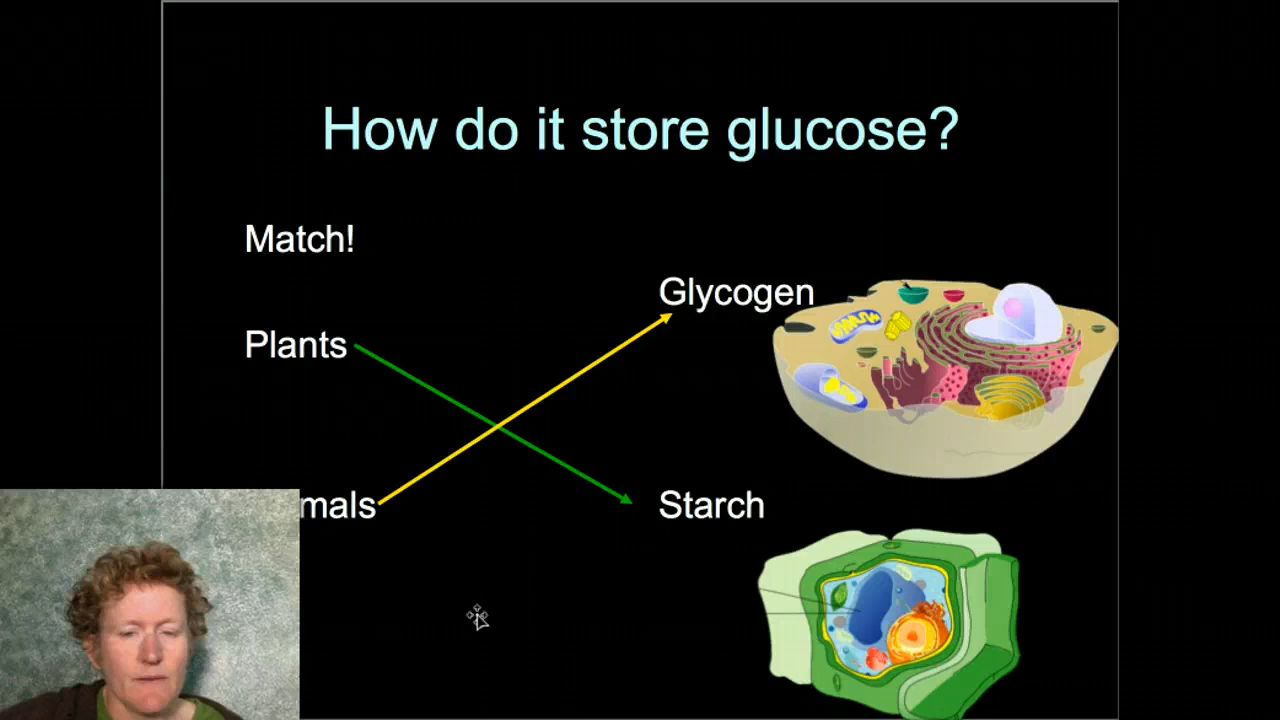 How do it store glucose?
Match!
Glycogen
Plants
mals
Starch